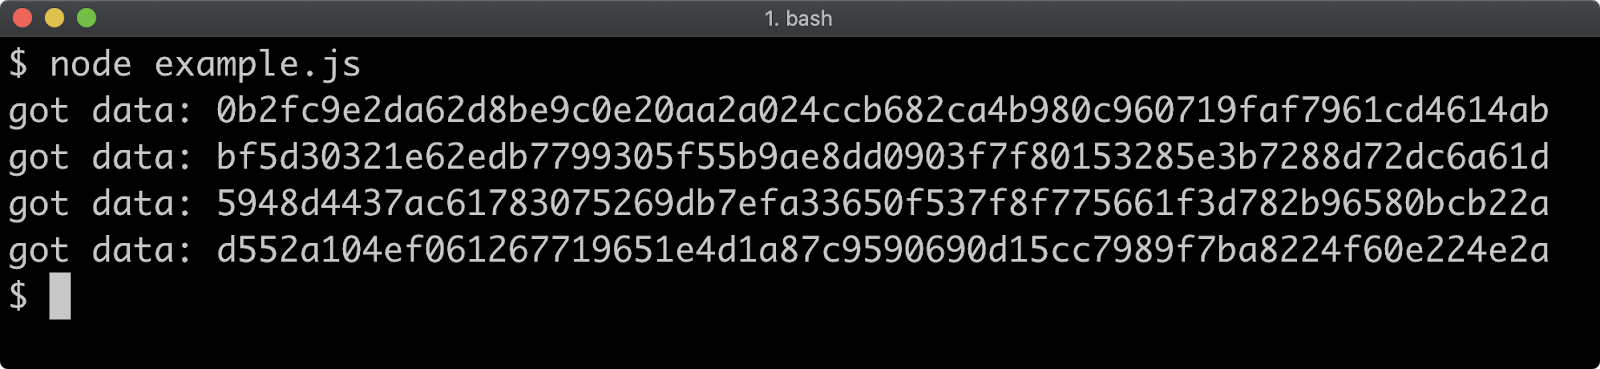 1. bash
$ node example.js
got data: 0b2fc9e2da62d8be9c0e20aa2a024ccb682ca4b980c960719faf7961cd4614ab
got data: bf5d30321e62edb7799305f55b9ae8dd0903f7f80153285e3b7288d72dc6a61d
got data: 5948d4437ac61783075269db7efa33650f537f8f775661f3d782b96580bcb22a
got data: d552a104ef061267719651e4d1a87c9590690d15cc7989f7ba8224f60e224e2a
$